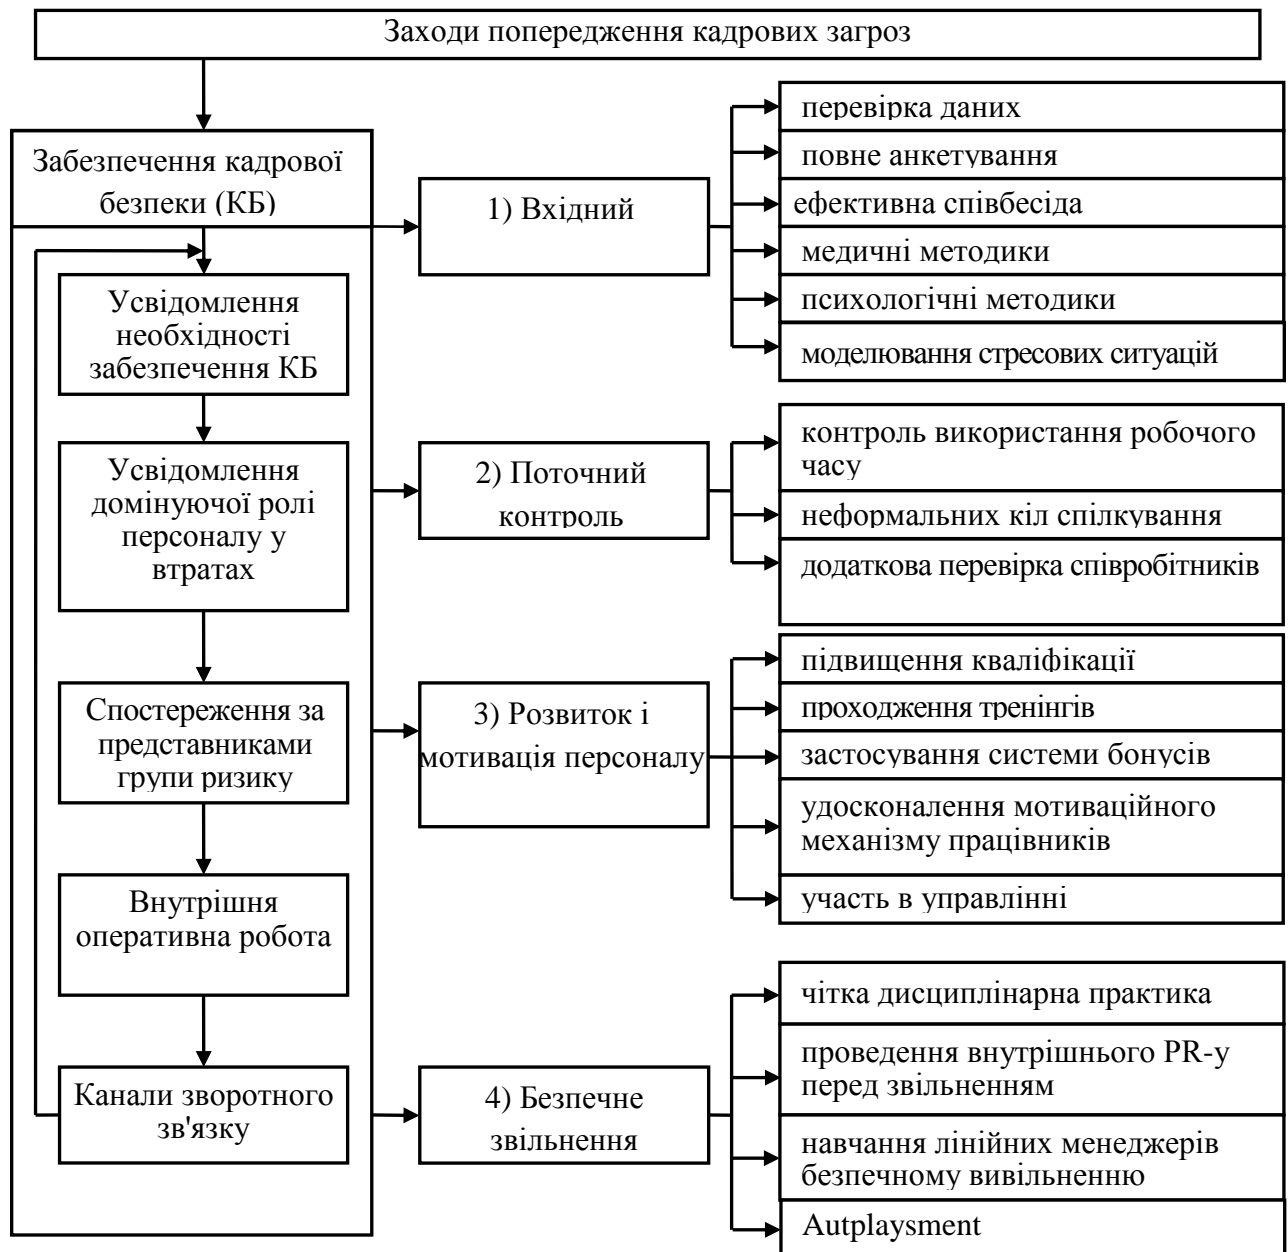 Заходи попередження кадрових загроз
Забезпечення кадрової
безпеки (КБ)
Усвідомлення
необхідності
забезпечення КБ
Усвідомлення
домінуючої ролі
персоналу у
втратах
Спостереження за
представниками
групи ризику
Внутрішня
оперативна робота
Канали зворотного
зв'язку
1) Вхідний
перевірка даних
повне анкетування
ефективна співбесіда
медичні методики
психологічні методики
моделювання стресових ситуацій
2) Поточний
контроль
контроль використання робочого
часу
неформальних кіл спілкування
додаткова перевірка співробітників
3) Розвиток і
мотивація персоналу
підвищення кваліфікації
проходження тренінгів
застосування системи бонусів
удосконалення мотиваційного
механізму працівників
участь в управлінні
4) Безпечне
звільнення
чітка дисциплінарна практика
проведення внутрішнього PR-у
перед звільненням
навчання лінійних менеджерів
безпечному вивільненню
Autplaysment